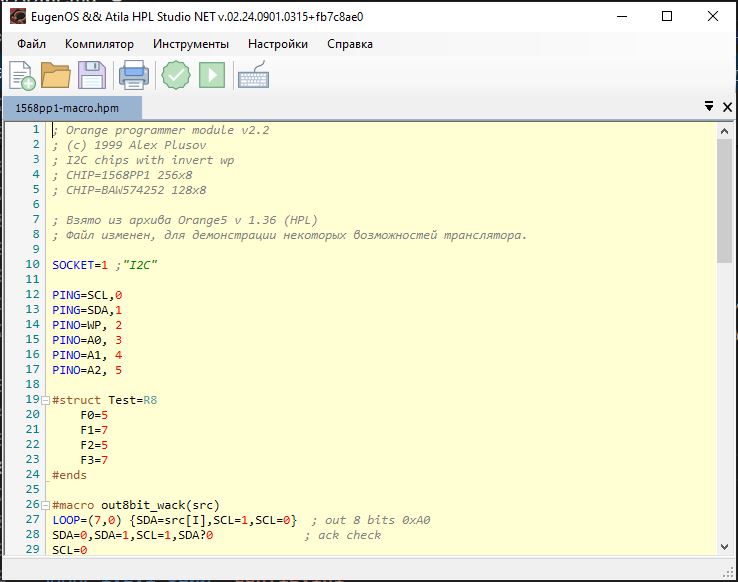 EugenOS && Atila HPL Studio NET v.02.24.0901.0315+fb7c8ae0
Файл Компилятор Инструменты Настройки Справка
1568pp1-macro.hpm
1 ; Orange programmer module v2.2
2 ; (c) 1999 Alex Plusov
3 ; I2C chips with invert wp
4 ; CHIP=1568PP1 256x8
5 ; CHIP=BAW574252 128x8
6
7 ; Взято из архива Orange5 v 1.36 (HPL)
8 ; Файл изменен, для демонстрации некоторых возможностей транслятора.
9
10 SOCKET=1 ;"I2C"
11
12 PING=SCL,0
13 PING=SDA,1
14 PINO=WP, 2
15 PINO=A0, 3
16 PINO=A1, 4
17 PINO=A2, 5
18
19 #struct Test=R8
20 F0=5
21 F1=7
22 F2=5
23 F3=7
24 #ends
25
26 #macro out8bit_wack(src)
27 LOOP=(7,0) {SDA=src[I],SCL=1,SCL=0} ; out 8 bits 0xA0
28 SDA=0,SDA=1,SCL=1,SDA?0 ; ack check
29 SCL=0